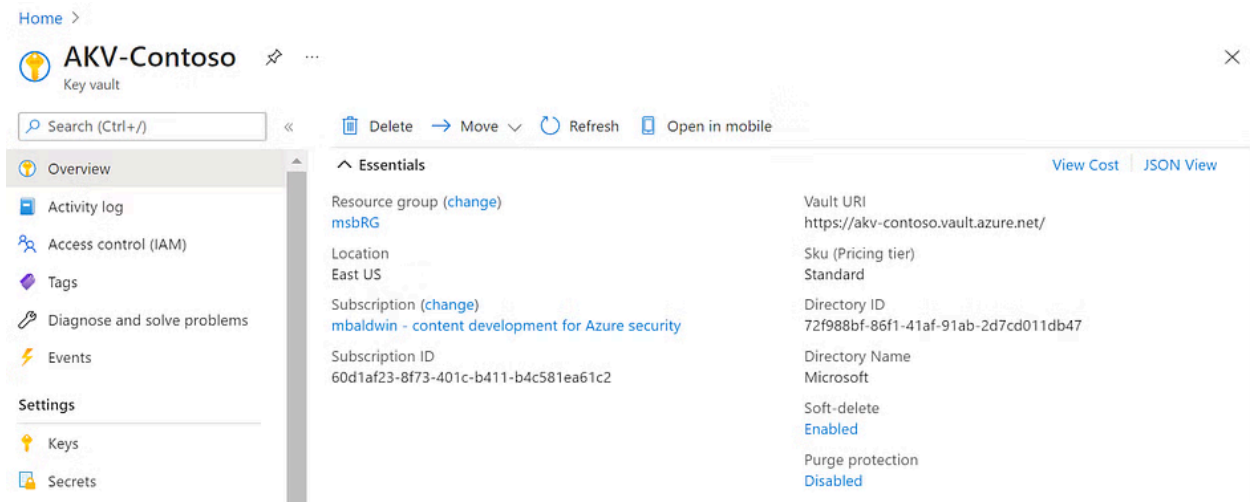 Home >
AKV-Contoso ...
Key vault
Search (Ctrl+/)
«
Delete
Move
Refresh
Open in mobile
Overview
Activity log
Access control (IAM)
Tags
Diagnose and solve problems
Events
Settings
Keys
Secrets
Essentials
View Cost
JSON View
Resource group (change)
msbRG
Location
East US
Subscription (change)
mbaldwin - content development for Azure security
Subscription ID
60d1af23-8f73-401c-b411-b4c581ea61c2
Vault URI
https://akv-contoso.vault.azure.net/
Sku (Pricing tier)
Standard
Directory ID
72f988bf-86f1-41af-91ab-2d7cd011db47
Directory Name
Microsoft
Soft-delete
Enabled
Purge protection
Disabled